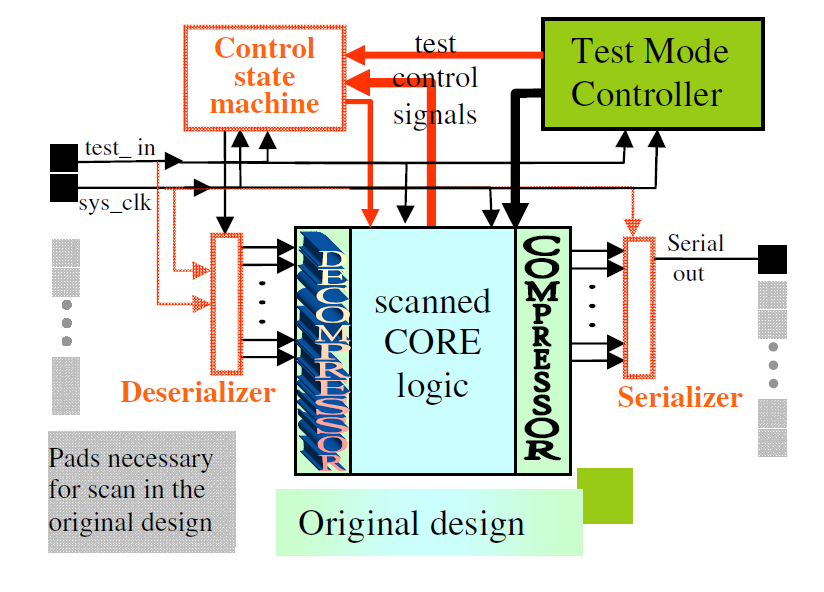 Control
state
machine
test
control
signals
Test Mode
Controller
test_ in
sys_clk
DECOMPRESSOR
scanned
CORE
logic
COMPRESSOR
Serial
out
Deserializer
Serializer
Pads necessary
for scan in the
original design
Original design